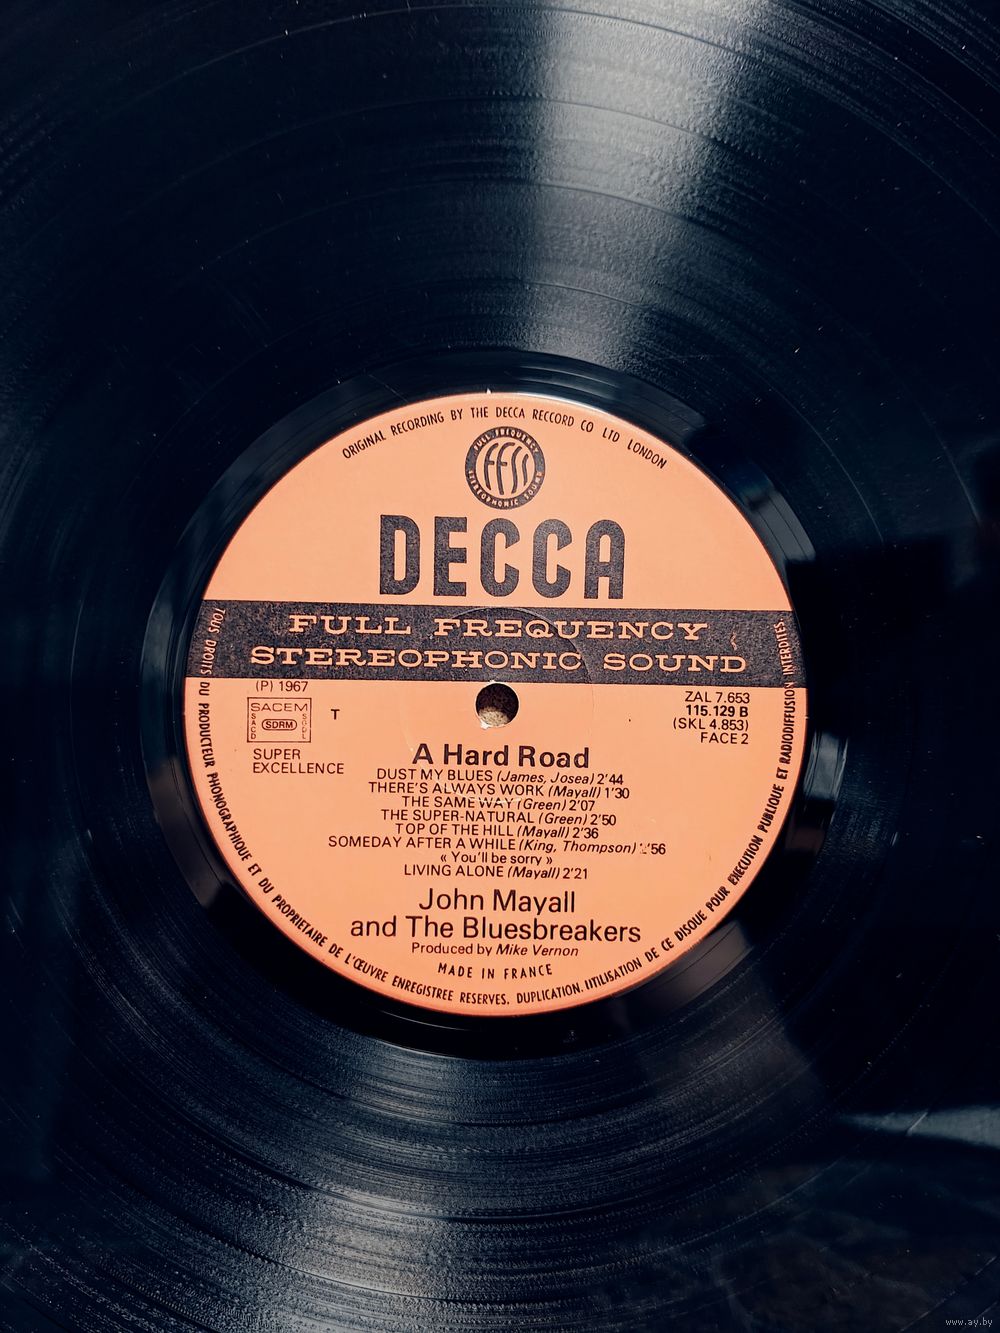 ORIGINAL RECORDING BY THE DECCA RECCORD CO LTD LONDON
FULL FREQUENCY
FFSS
STEREOPHONIC SOUND
DECCA
FULL FREQUENCY
STEREOPHONIC SOUND
(P) 1967
SACEM
SACD
SDRM
SGDL
T
SUPER
EXCELLENCE
ZAL 7.653
115.129 B
(SKL 4.853)
FACE 2
A Hard Road
DUST MY BLUES (James, Josea) 2'44
THERE'S ALWAYS WORK (Mayall) 1'30
THE SAME WAY (Green) 2'07
THE SUPER-NATURAL (Green) 2'50
TOP OF THE HILL (Mayall) 2'36
SOMEDAY AFTER A WHILE (King, Thompson) '56
« You'll be sorry »
LIVING ALONE (Mayall) 2'21
John Mayall
and The Bluesbreakers
Produced by Mike Vernon
MADE IN FRANCE
TOUS DROITS DU PRODUCTEUR PHONOGRAPHIQUE ET DU PROPRIETAIRE DE L'ŒUVRE ENREGISTREE RESERVES. DUPLICATION. UTILISATION DE CE DISQUE POUR EXECUTION PUBLIQUE ET RADIODIFFUSION INTERDITES.
www.ay.by